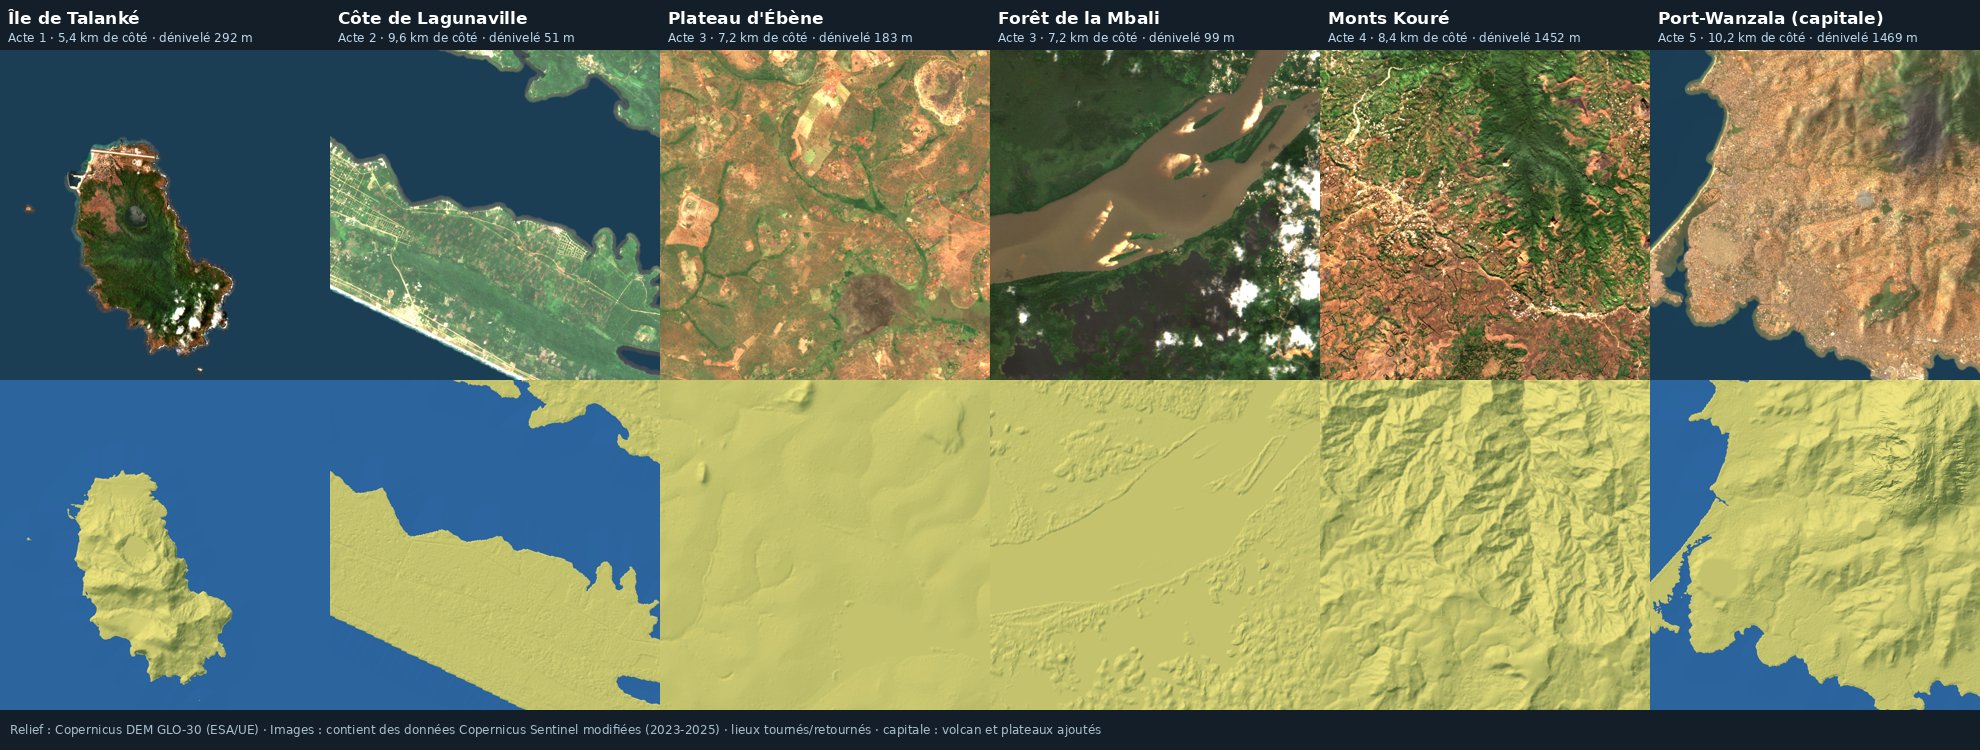 Île de Talanké
Acte 1 · 5,4 km de côté · dénivelé 292 m
Côte de Lagunaville
Acte 2 · 9,6 km de côté · dénivelé 51 m
Plateau d'Ébène
Acte 3 · 7,2 km de côté · dénivelé 183 m
Forêt de la Mbali
Acte 3 · 7,2 km de côté · dénivelé 99 m
Monts Kouré
Acte 4 · 8,4 km de côté · dénivelé 1452 m
Port-Wanzala (capitale)
Acte 5 · 10,2 km de côté · dénivelé 1469 m
Relief : Copernicus DEM GLO-30 (ESA/UE) · Images : contient des données Copernicus Sentinel modifiées (2023-2025) · lieux tournés/retournés · capitale : volcan et plateaux ajoutés